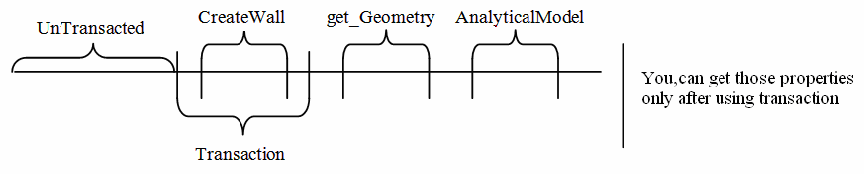 UnTransacted
CreateWall
get_Geometry
AnalyticalModel
Transaction
You,can get those properties
only after using transaction